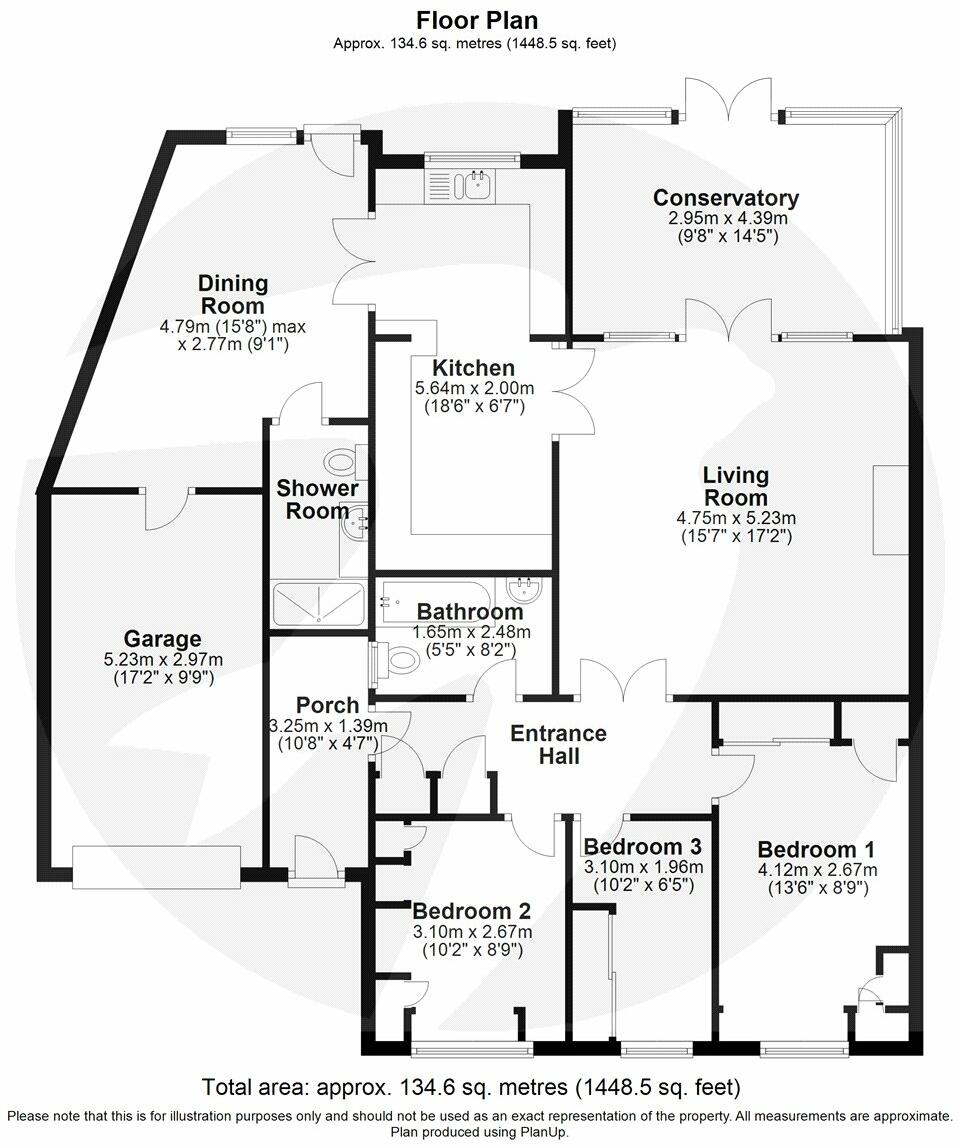 Floor Plan
Approx. 134.6 sq. metres (1448.5 sq. feet)
Conservatory
2.95m x 4.39m
(9'8" x 14'5")
Dining
Room
4.79m (15'8") max
x 2.77m (9'1")
Kitchen
5.64m x 2.00m
(18'6" x 6'7")
Living
Room
4.75m x 5.23m
(15'7" x 17'2")
Shower
Room
Bathroom
1.65m x 2.48m
(5'5" x 8'2")
Garage
5.23m x 2.97m
(17'2" x 9'9")
Porch
3.25m x 1.39m
(10'8" x 4'7")
Entrance
Hall
Bedroom 3
3.10m x 1.96m
(10'2" x 6'5")
Bedroom 1
4.12m x 2.67m
(13'6" x 8'9")
Bedroom 2
3.10m x 2.67m
(10'2" x 8'9")
Total area: approx. 134.6 sq. metres (1448.5 sq. feet)
Please note that this is for illustration purposes only and should not be used as an exact representation of the property. All measurements are approximate.
Plan produced using PlanUp.